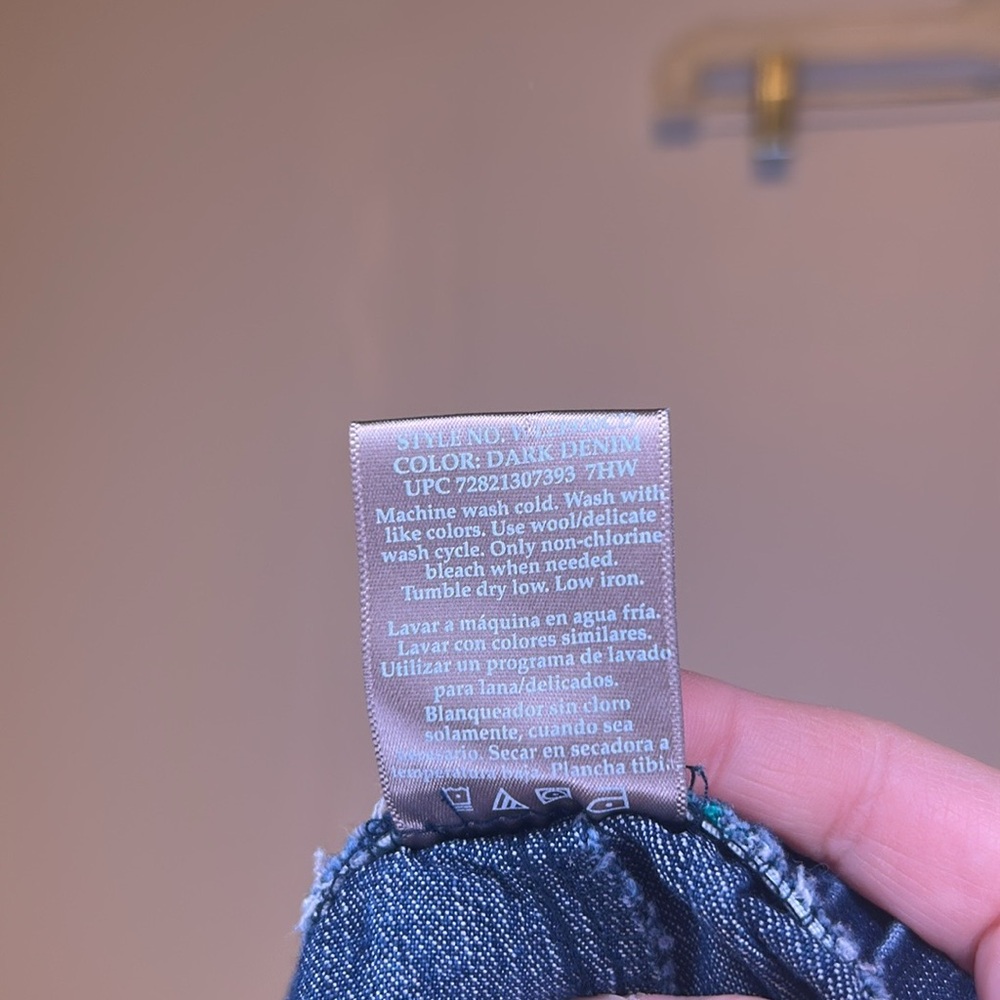 STYLE NO.
COLOR: DARK DENIM
UPC 72821307393 7HW
Machine wash cold. Wash with
like colors. Use wool/delicate
wash cycle. Only non-chlorine
bleach when needed.
Tumble dry low. Low iron.
Lavar a máquina en agua fría.
Lavar con colores similares.
Utilizar un programa de lavado
para lana/delicados.
Blanqueador sin cloro
solamente, cuando sea
Secar en secadora a
Plancha